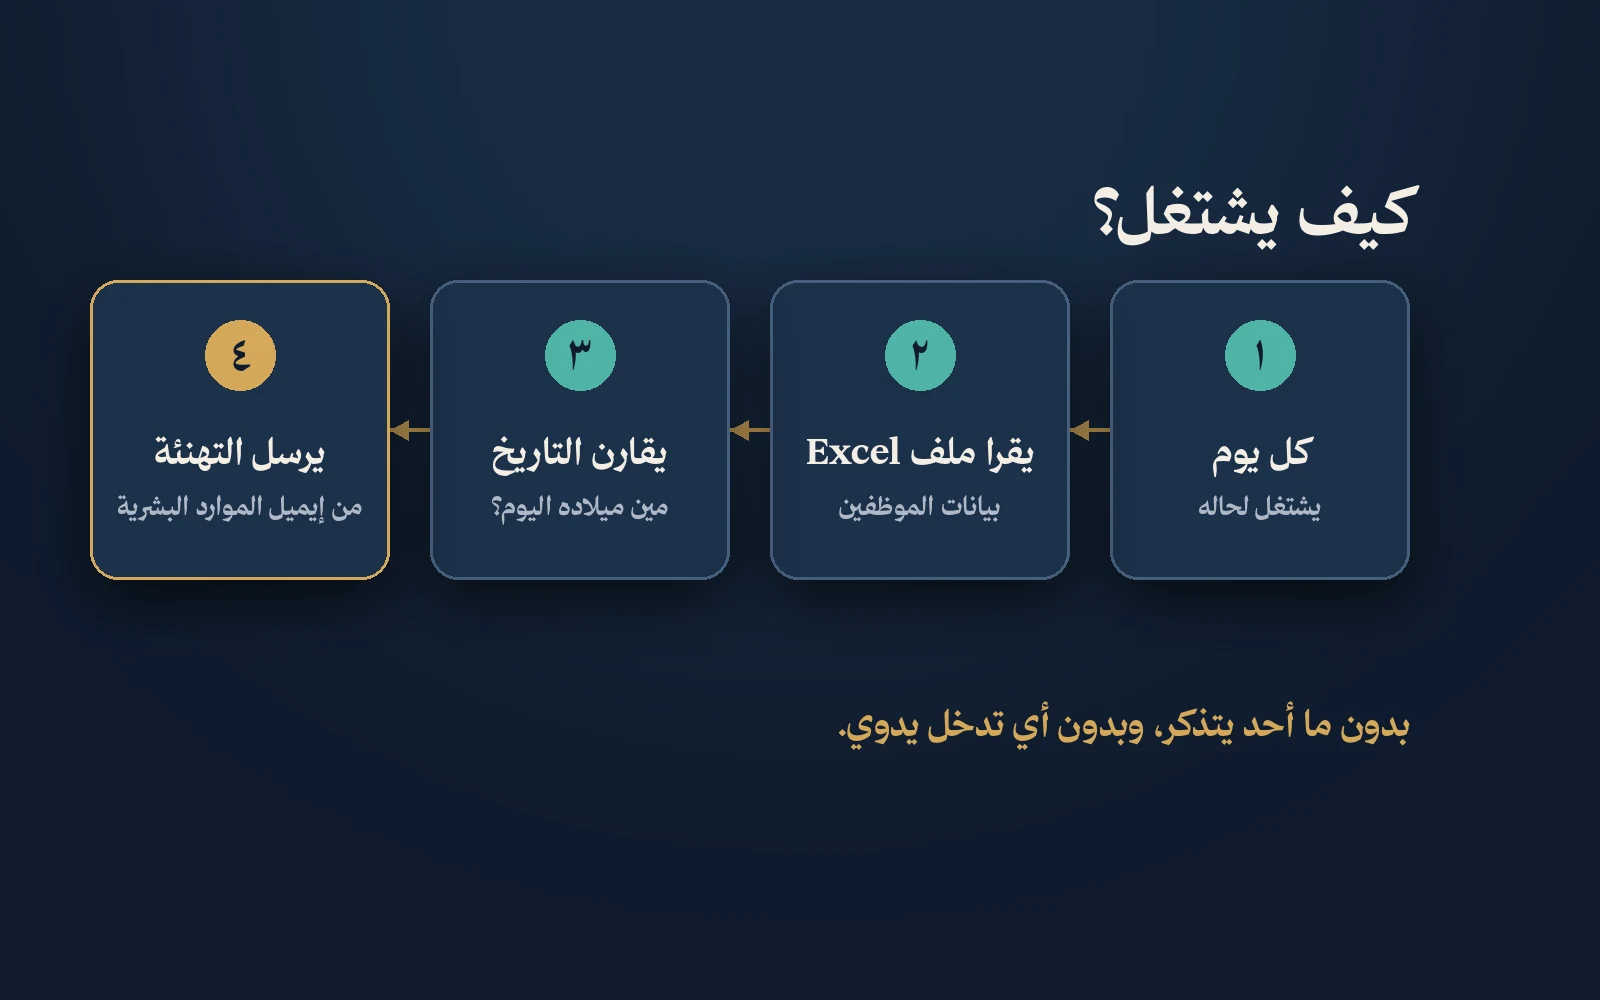 كيف يشتغل؟
١
كل يوم
يشتغل لحاله
٢
يقرا ملف Excel
بيانات الموظفين
٣
يقارن التاريخ
مين ميلاده اليوم؟
٤
يرسل التهنئة
من إيميل الموارد البشرية
بدون ما أحد يتذكر، وبدون أي تدخل يدوي.